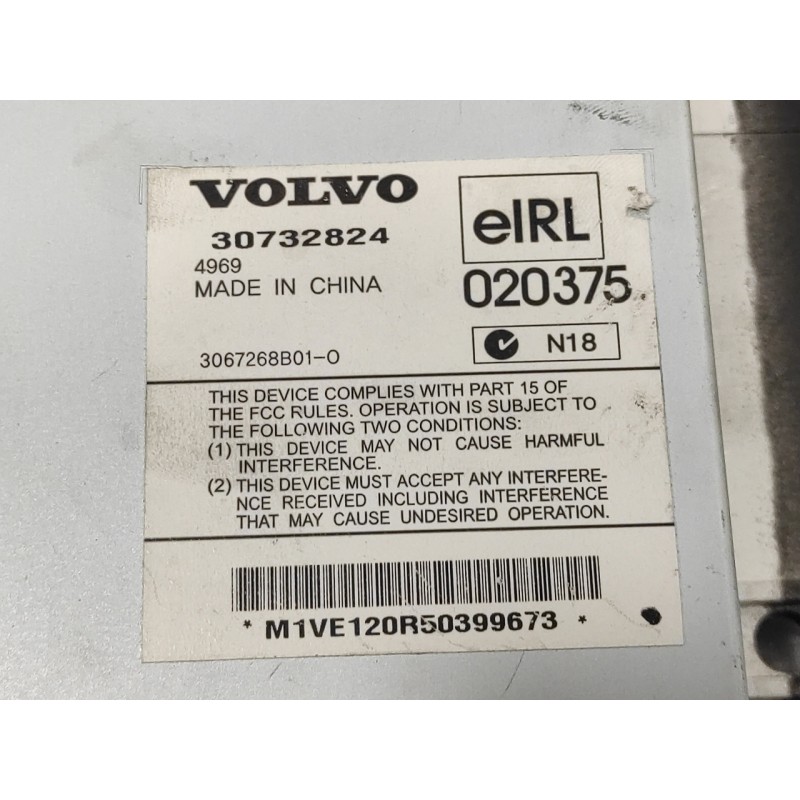 VOLVO
30732824
4969
MADE IN CHINA
eIRL
020375
N18
3067268B01-O
THIS DEVICE COMPLIES WITH PART 15 OF
THE FCC RULES. OPERATION IS SUBJECT TO
THE FOLLOWING TWO CONDITIONS:
(1) THIS DEVICE MAY NOT CAUSE HARMFUL
INTERFERENCE.
(2) THIS DEVICE MUST ACCEPT ANY INTERFERE-
NCE RECEIVED INCLUDING INTERFERENCE
THAT MAY CAUSE UNDESIRED OPERATION.
* M1VE120R50399673 *